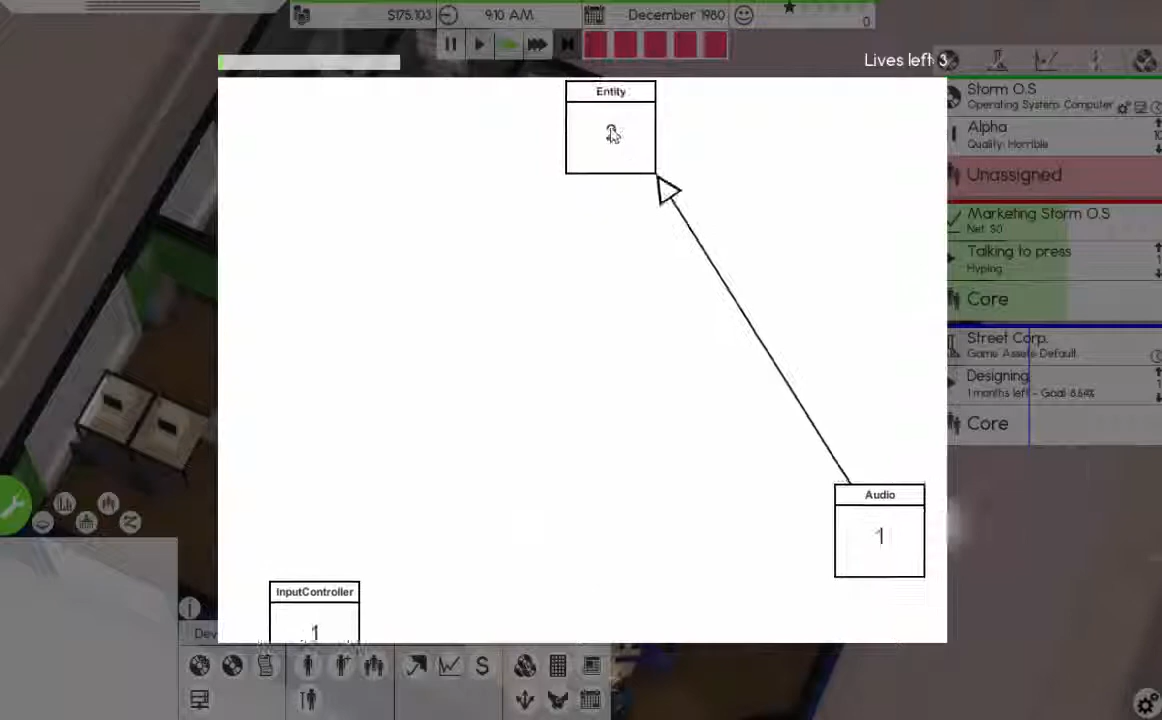 $175.103
9:10 AM
December 1980
0
Lives left 3
Entity
Audio
1
InputController
1
Storm O.S
Operating System: Computer
Alpha
Quality: Horrible
Unassigned
Marketing Storm O.S
Net: $0
Talking to press
Hyping
Core
Street Corp.
Game Assets Default
Designing
1 months left - Goal: 8.64%
Core
Dev